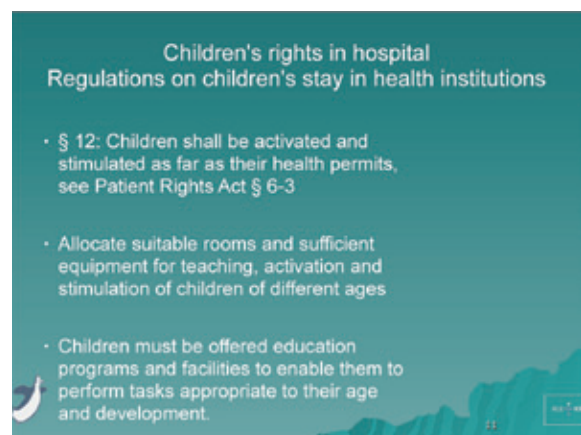 Children's rights in hospital
Regulations on children's stay in health institutions
· § 12: Children shall be activated and
stimulated as far as their health permits,
see Patient Rights Act § 6-3
· Allocate suitable rooms and sufficient
equipment for teaching, activation and
stimulation of children of different ages
· Children must be offered education
programs and facilities to enable them to
perform tasks appropriate to their age
and development.